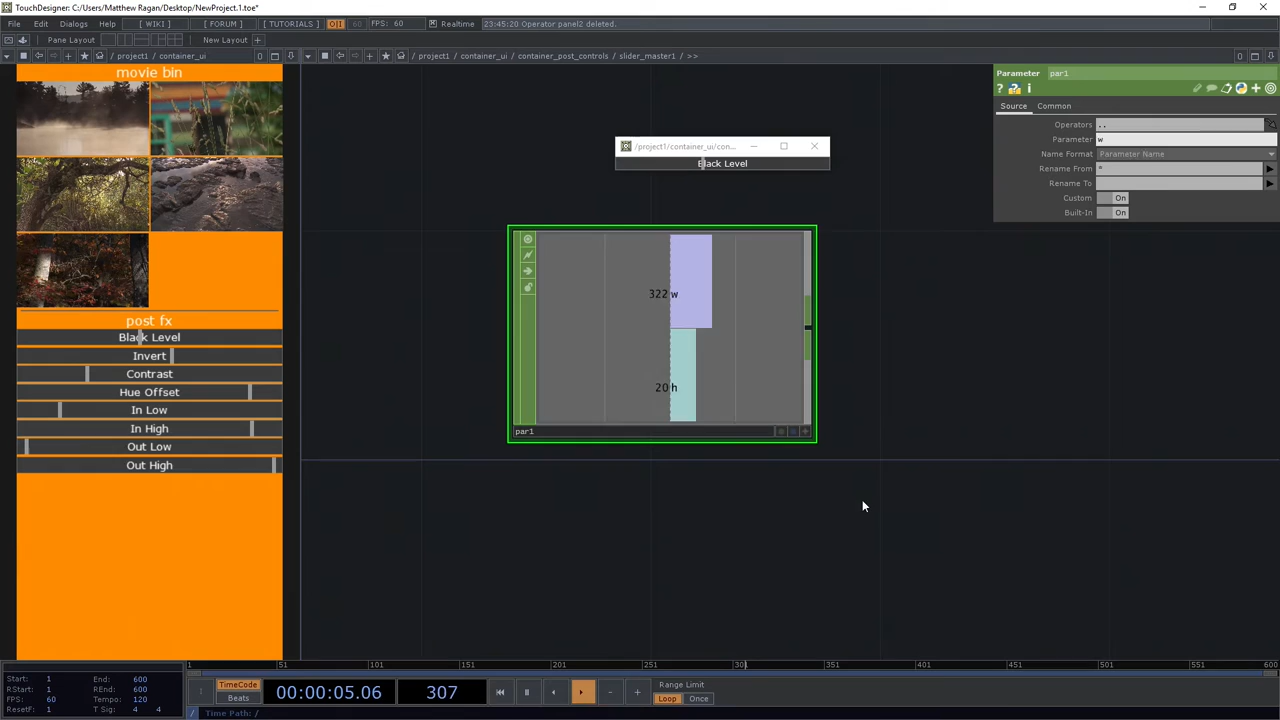 TouchDesigner: C:/Users/Matthew Ragan/Desktop/NewProject.1.toe*
File Edit Dialogs Help [ WIKI ] [ FORUM ] [ TUTORIALS ] O|I 60 FPS: 60 Realtime 23:45:20 Operator panel2 deleted.
Pane Layout New Layout +
/ project1 / container_ui 0
/ project1 / container_ui / container_post_controls / slider_master1 / >> 0
movie bin
post fx
Black Level
Invert
Contrast
Hue Offset
In Low
In High
Out Low
Out High
/project1/container_ui/con...
Black Level
322 w
20 h
par1
Parameter par1
? i
Source Common
Operators ..
Parameter w
Name Format Parameter Name
Rename From *
Rename To
Custom On
Built-In On
1 51 101 151 201 251 301 351 401 451 501 551 600
Start: 1 End: 600
RStart: 1 REnd: 600
FPS: 60 Tempo: 120
ResetF: 1 T Sig: 4 4
TimeCode
Beats
00:00:05.06 307
Range Limit
Loop Once
/ Time Path: /